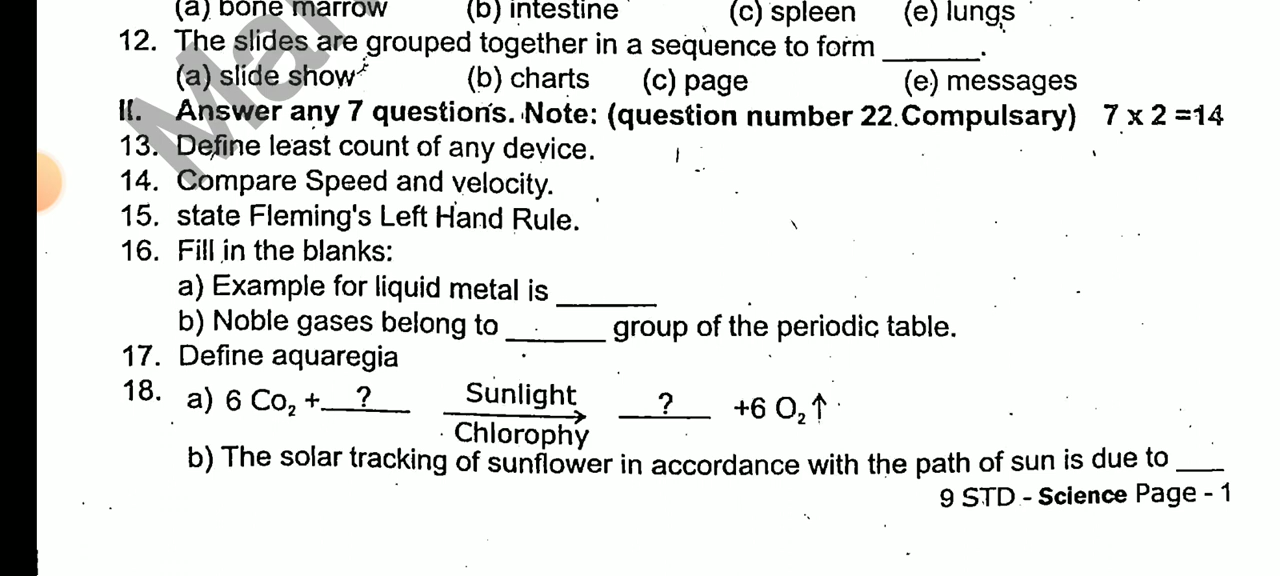 (a) bone marrow (b) intestine (c) spleen (e) lungs
12. The slides are grouped together in a sequence to form ______.
(a) slide show (b) charts (c) page (e) messages
II. Answer any 7 questions. Note: (question number 22.Compulsary) 7 x 2 =14
13. Define least count of any device.
14. Compare Speed and velocity.
15. state Fleming's Left Hand Rule.
16. Fill in the blanks:
a) Example for liquid metal is ______
b) Noble gases belong to ______ group of the periodic table.
17. Define aquaregia
18. a) 6 Co₂ + __?__ Sunlight → __?__ +6 O₂↑
Chlorophy
b) The solar tracking of sunflower in accordance with the path of sun is due to ___
9 STD - Science Page - 1